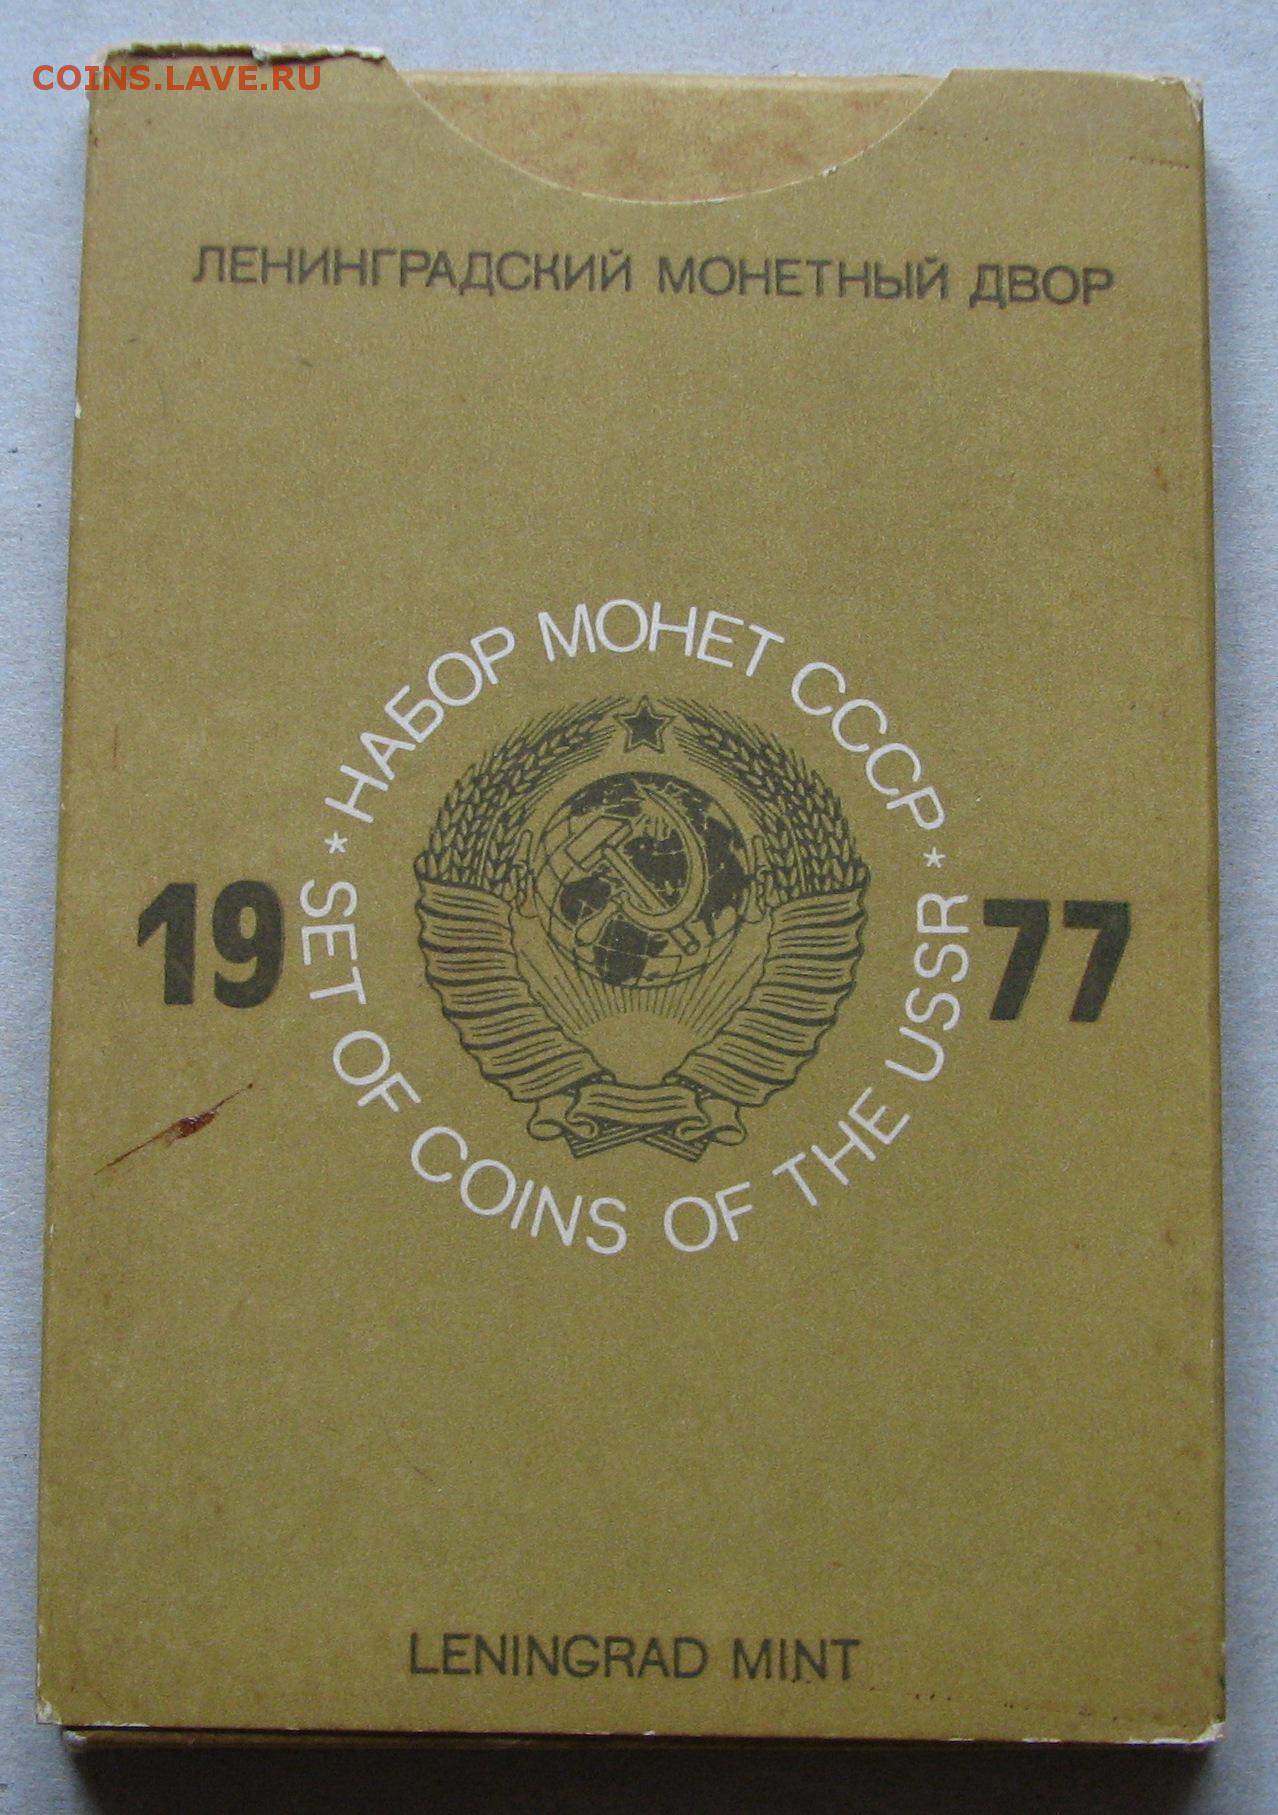 COINS.LAVE.RU
ЛЕНИНГРАДСКИЙ МОНЕТНЫЙ ДВОР
* НАБОР МОНЕТ СССР *
19 77
SET OF COINS OF THE USSR
LENINGRAD MINT